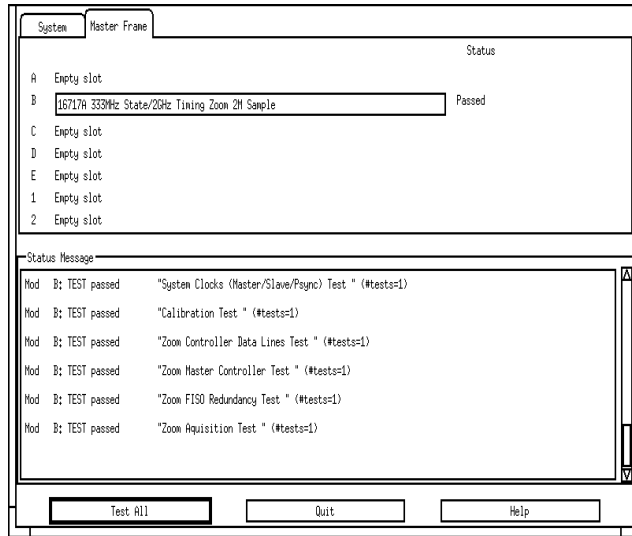 System Master Frame
Status
A Empty slot
B 16717A 333MHz State/2GHz Timing Zoom 2M Sample Passed
C Empty slot
D Empty slot
E Empty slot
1 Empty slot
2 Empty slot
Status Message
Mod B: TEST passed "System Clocks (Master/Slave/Psync) Test " (#tests=1)
Mod B: TEST passed "Calibration Test " (#tests=1)
Mod B: TEST passed "Zoom Controller Data Lines Test " (#tests=1)
Mod B: TEST passed "Zoom Master Controller Test " (#tests=1)
Mod B: TEST passed "Zoom FISO Redundancy Test " (#tests=1)
Mod B: TEST passed "Zoom Aquisition Test " (#tests=1)
Test All Quit Help